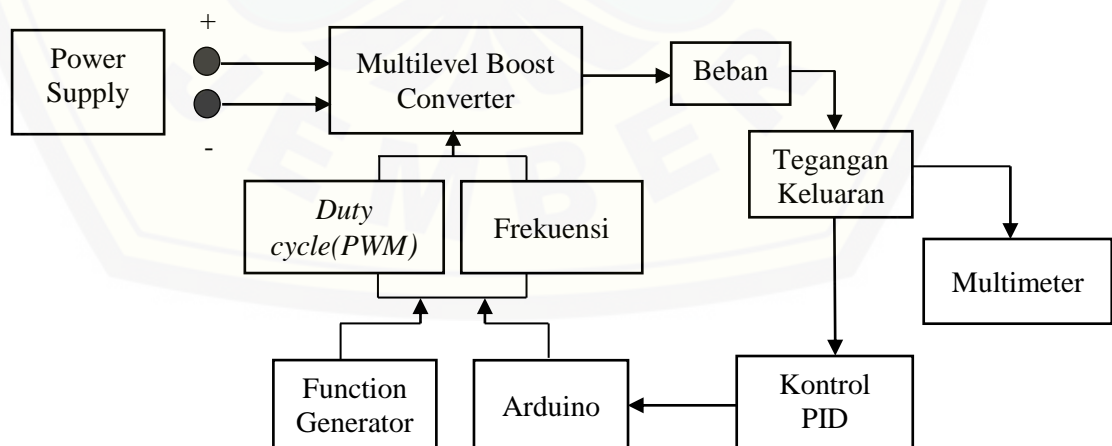 +
Power
Supply
Multilevel Boost
Converter
Beban
-
Tegangan
Keluaran
Duty
cycle(PWM)
Frekuensi
Multimeter
Function
Generator
Arduino
Kontrol
PID